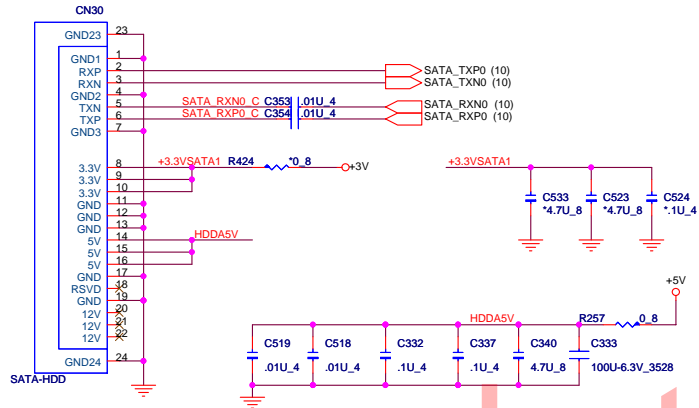 CN30
GND23 23
GND1 1
RXP 2 SATA_TXP0 (10)
RXN 3 SATA_TXN0 (10)
GND2 4
TXN 5 SATA_RXN0_C C353 .01U_4 SATA_RXN0 (10)
TXP 6 SATA_RXP0_C C354 .01U_4 SATA_RXP0 (10)
GND3 7
3.3V 8 +3.3VSATA1 R424 *0_8 +3V +3.3VSATA1
3.3V 9
3.3V 10
GND 11 C533 C523 C524
GND 12 *4.7U_8 *4.7U_8 *.1U_4
GND 13
5V 14 HDDA5V
5V 15
5V 16
GND 17
RSVD 18 +5V
GND 19
12V 20 HDDA5V R257 0_8
12V 21
12V 22 C519 C518 C332 C337 C340 C333
GND24 24 .01U_4 .01U_4 .1U_4 .1U_4 4.7U_8 100U-6.3V_3528
SATA-HDD